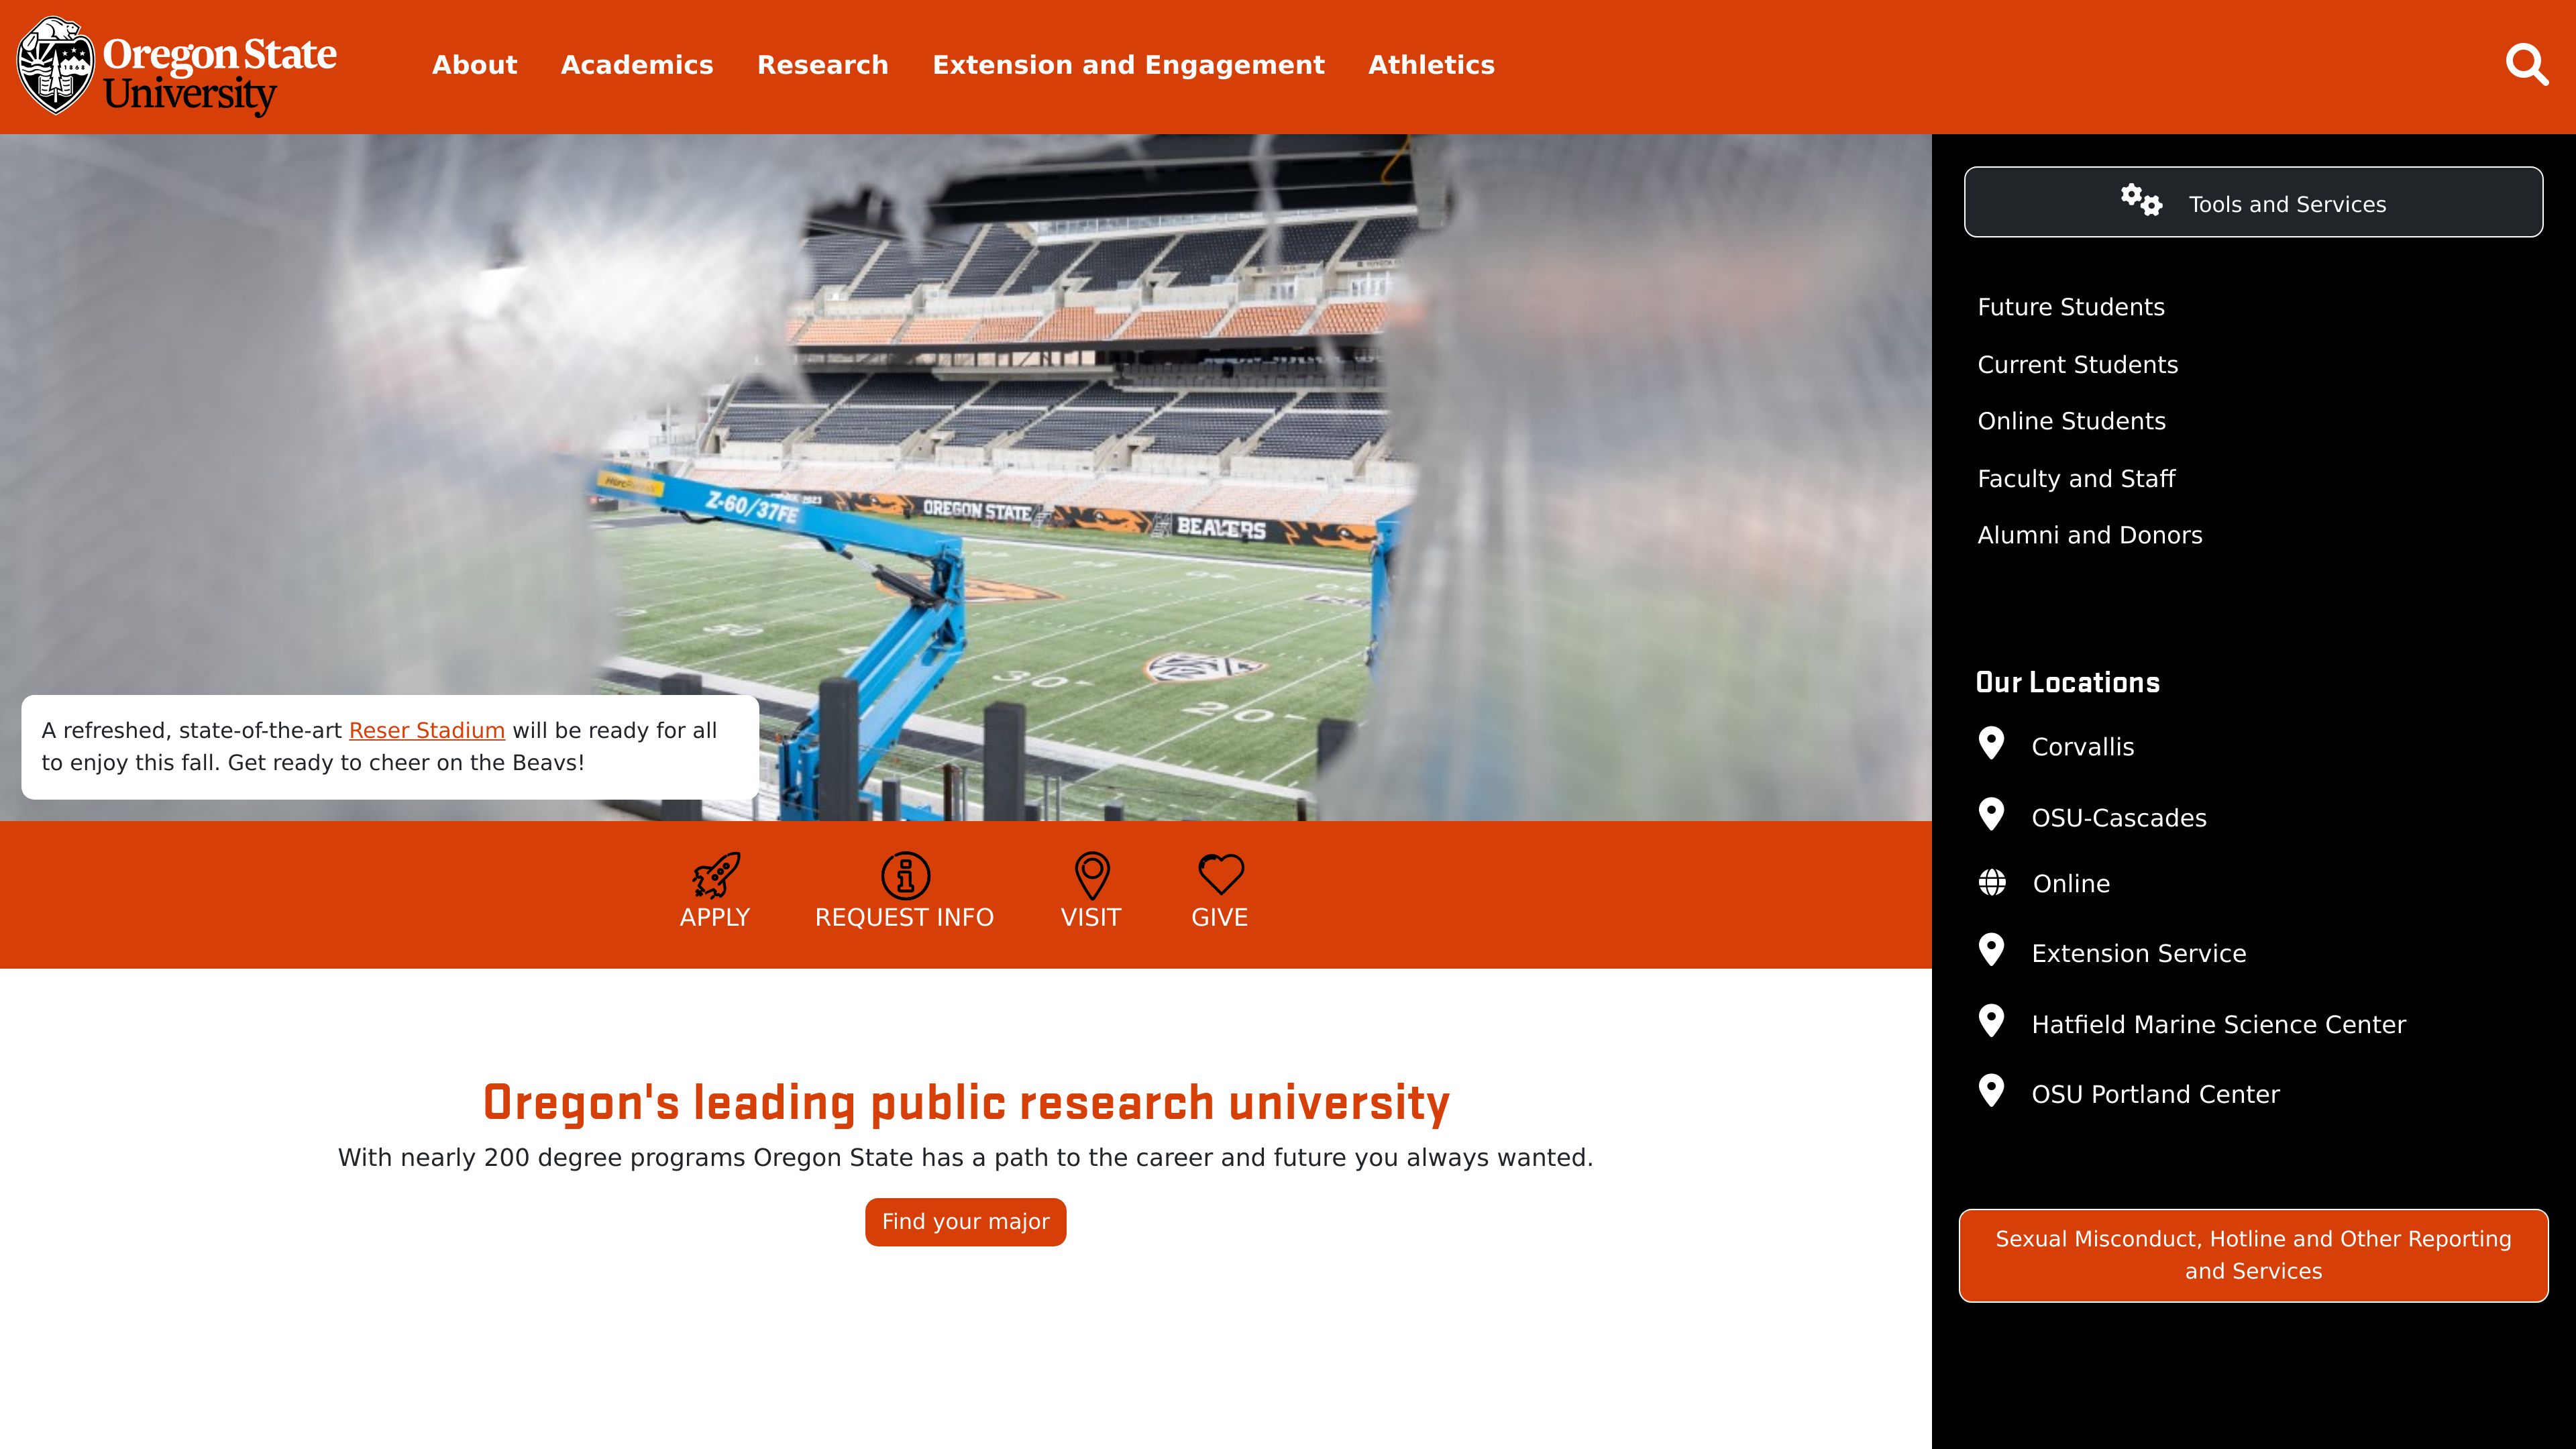 Oregon State
University
About
Academics
Research
Extension and Engagement
Athletics
Z-60/37FE
OREGON STATE
BEAVERS
50
30
20
A refreshed, state-of-the-art Reser Stadium will be ready for all
to enjoy this fall. Get ready to cheer on the Beavs!
APPLY
REQUEST INFO
VISIT
GIVE
Oregon's leading public research university
With nearly 200 degree programs Oregon State has a path to the career and future you always wanted.
Find your major
Tools and Services
Future Students
Current Students
Online Students
Faculty and Staff
Alumni and Donors
Our Locations
Corvallis
OSU-Cascades
Online
Extension Service
Hatfield Marine Science Center
OSU Portland Center
Sexual Misconduct, Hotline and Other Reporting
and Services